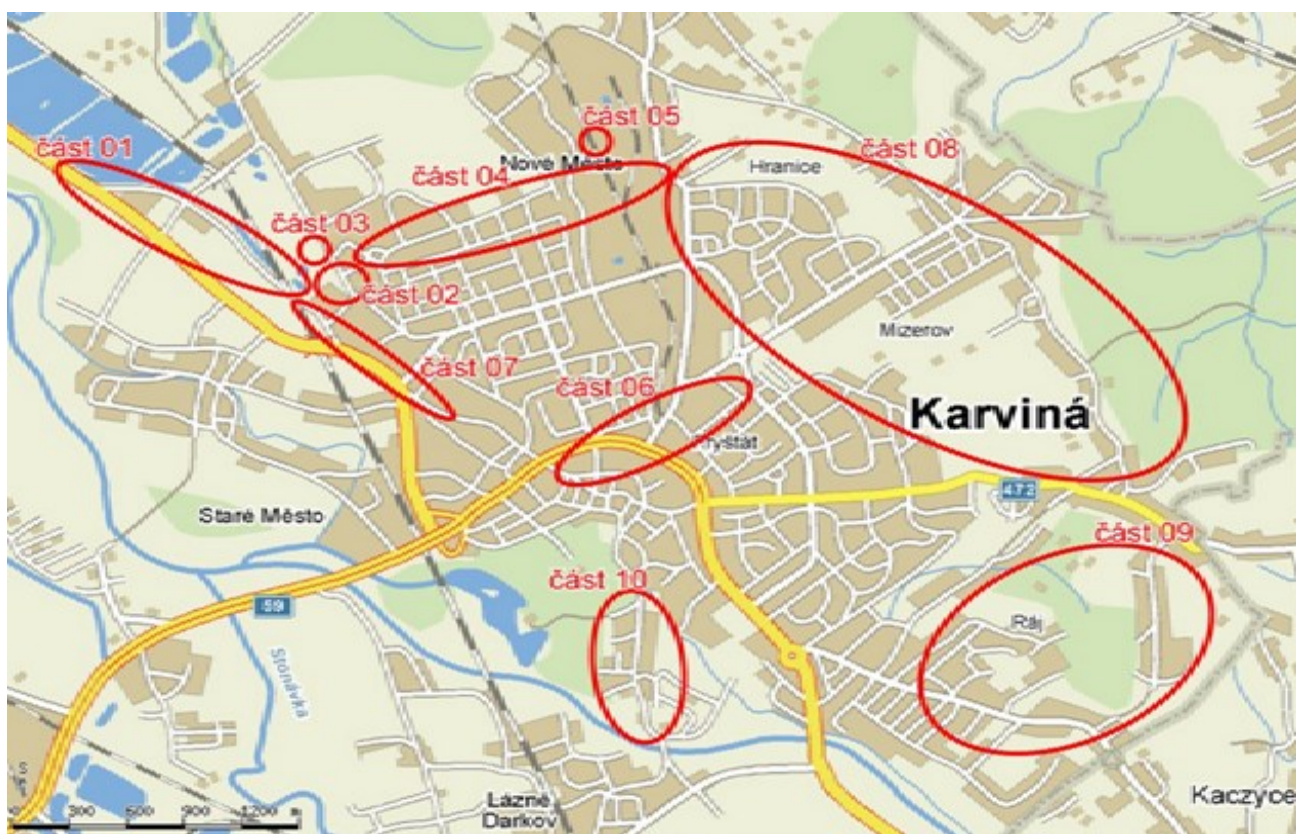 část 05
část 01
Nové Město
část 08
Hranice
část 04
část 03
část 02
Mizerov
část 07
část 06
Karviná
Fryštát
472
Staré Město
část 09
část 10
59
Ráj
Stonávka
300 600 900 1200
Lázně
Darkov
Kaczyce